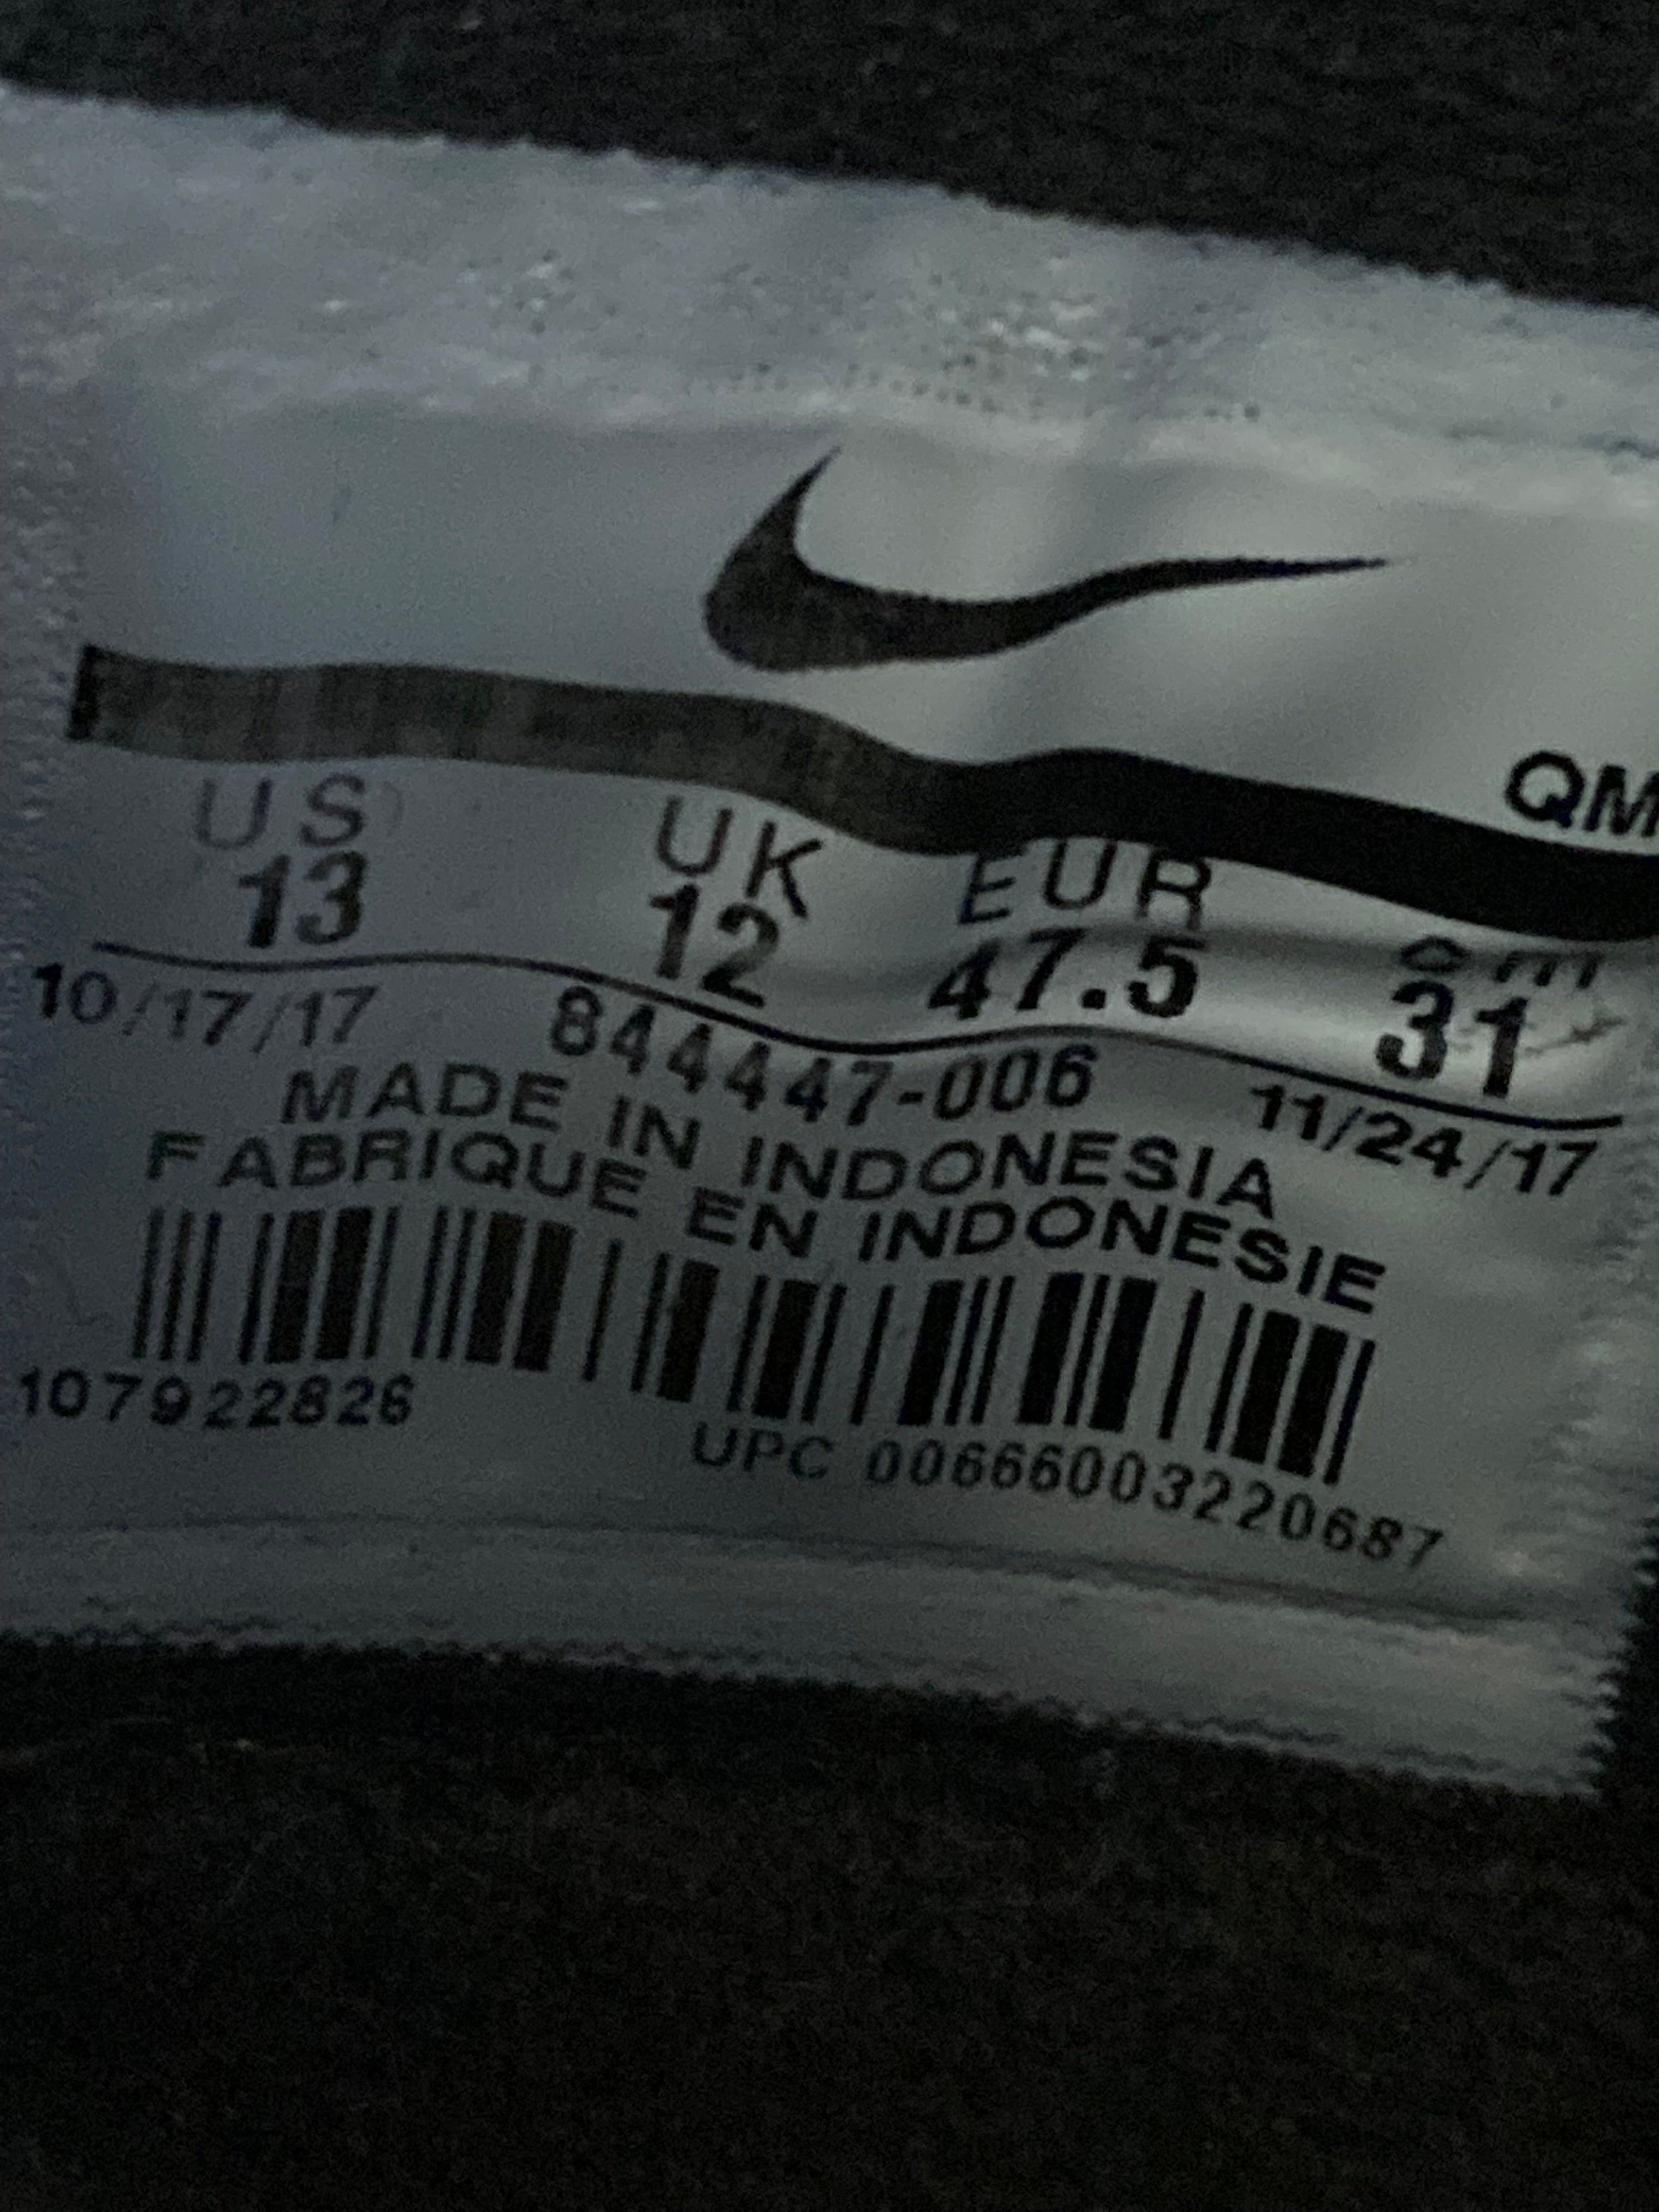 QM
US UK EUR cm
13 12 47.5 31
10/17/17 844447-006 11/24/17
MADE IN INDONESIA
FABRIQUE EN INDONESIE
107922826
UPC 00666003220687